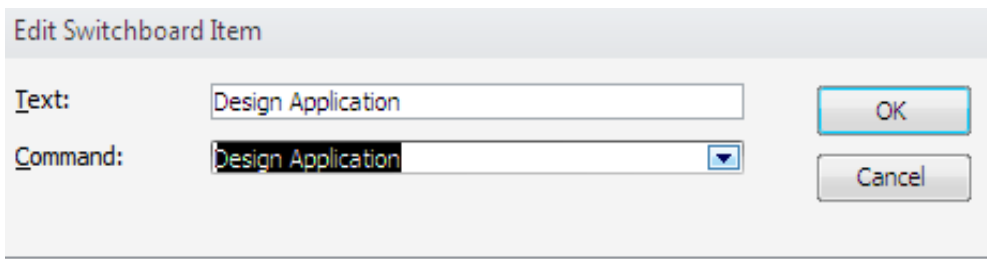 Edit Switchboard Item
Text: Design Application
OK
Command: Design Application
Cancel